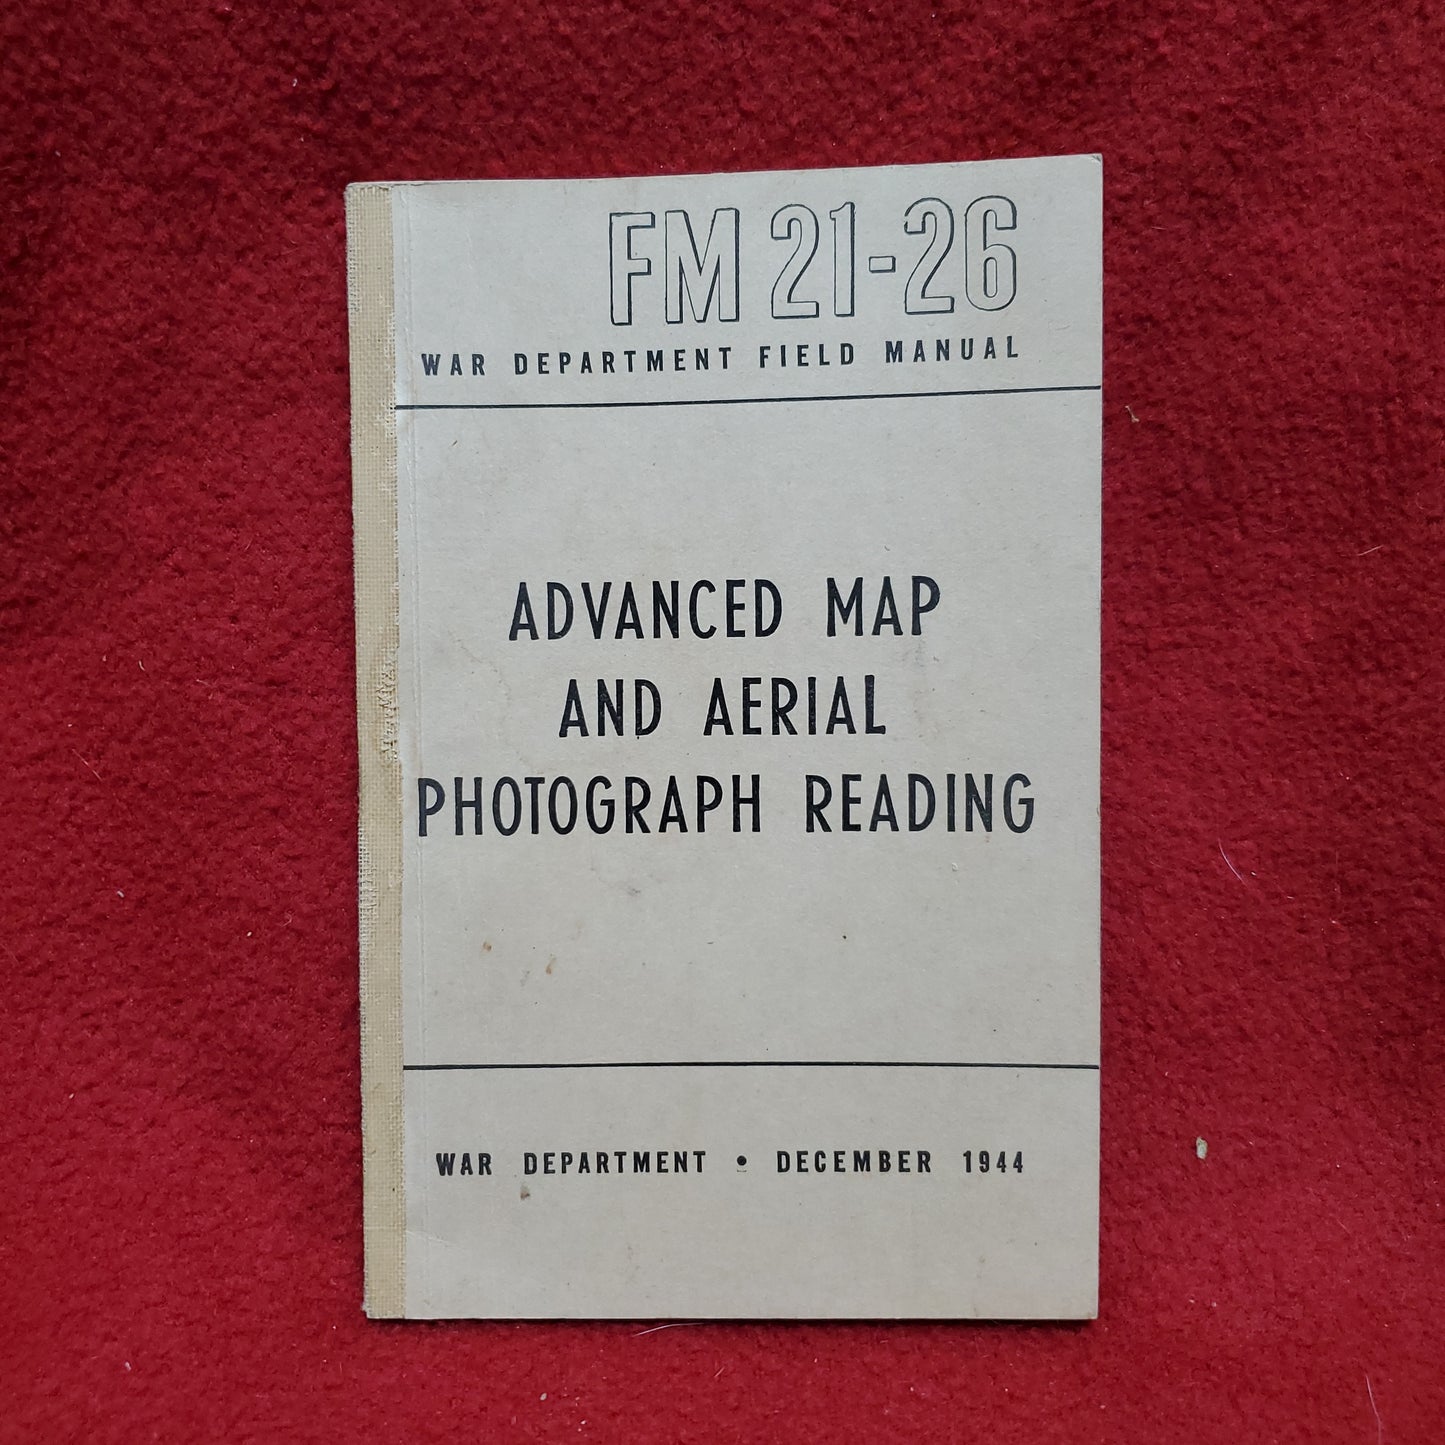 FM 21-26
WAR DEPARTMENT FIELD MANUAL
ADVANCED MAP
AND AERIAL
PHOTOGRAPH READING
WAR DEPARTMENT • DECEMBER 1944